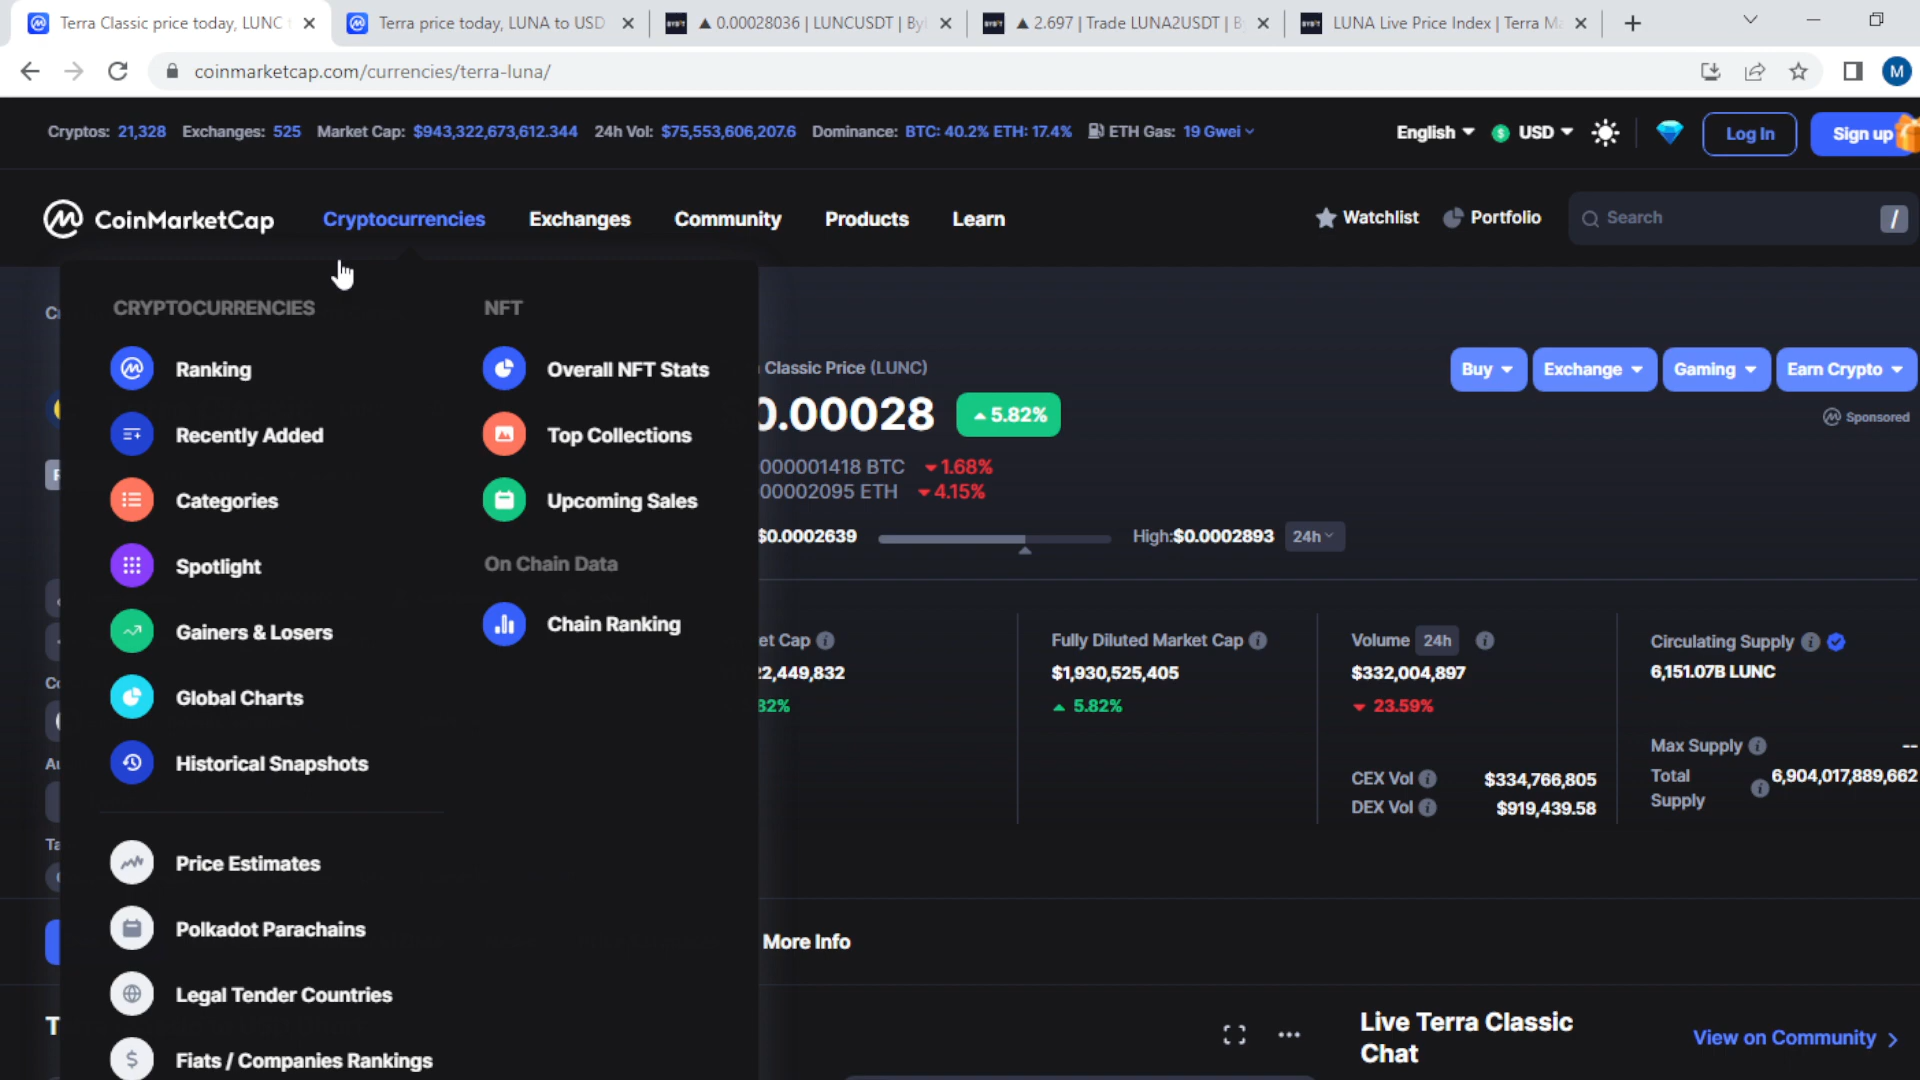 Terra Classic price today, LUNC
Terra price today, LUNA to USD
▲ 0.00028036 | LUNCUSDT |
▲ 2.697 | Trade LUNA2USDT |
LUNA Live Price Index | Terra
coinmarketcap.com/currencies/terra-luna/
M
Cryptos: 21,328 Exchanges: 525 Market Cap: $943,322,673,612.344 24h Vol: $75,553,606,207.6 Dominance: BTC: 40.2% ETH: 17.4% ETH Gas: 19 Gwei
English USD Log In Sign up
CoinMarketCap Cryptocurrencies Exchanges Community Products Learn Watchlist Portfolio Search /
CRYPTOCURRENCIES
Ranking
Recently Added
Categories
Spotlight
Gainers & Losers
Global Charts
Historical Snapshots
Price Estimates
Polkadot Parachains
Legal Tender Countries
Fiats / Companies Rankings
NFT
Overall NFT Stats
Top Collections
Upcoming Sales
On Chain Data
Chain Ranking
Classic Price (LUNC)
0.00028 5.82%
000001418 BTC 1.68%
00002095 ETH 4.15%
$0.0002639 High:$0.0002893 24h
Buy Exchange Gaming Earn Crypto
Sponsored
et Cap
2,449,832
82%
Fully Diluted Market Cap
$1,930,525,405
5.82%
Volume 24h
$332,004,897
23.59%
CEX Vol $334,766,805
DEX Vol $919,439.58
Circulating Supply
6,151.07B LUNC
Max Supply --
Total Supply 6,904,017,889,662
More Info
Live Terra Classic
Chat
View on Community